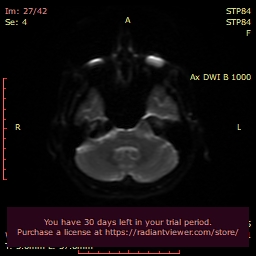 Im: 27/42
Se: 4
A
STP84
STP84
F
Ax DWI B 1000
R
L
You have 30 days left in your trial period.
Purchase a license at https://radiantviewer.com/store/